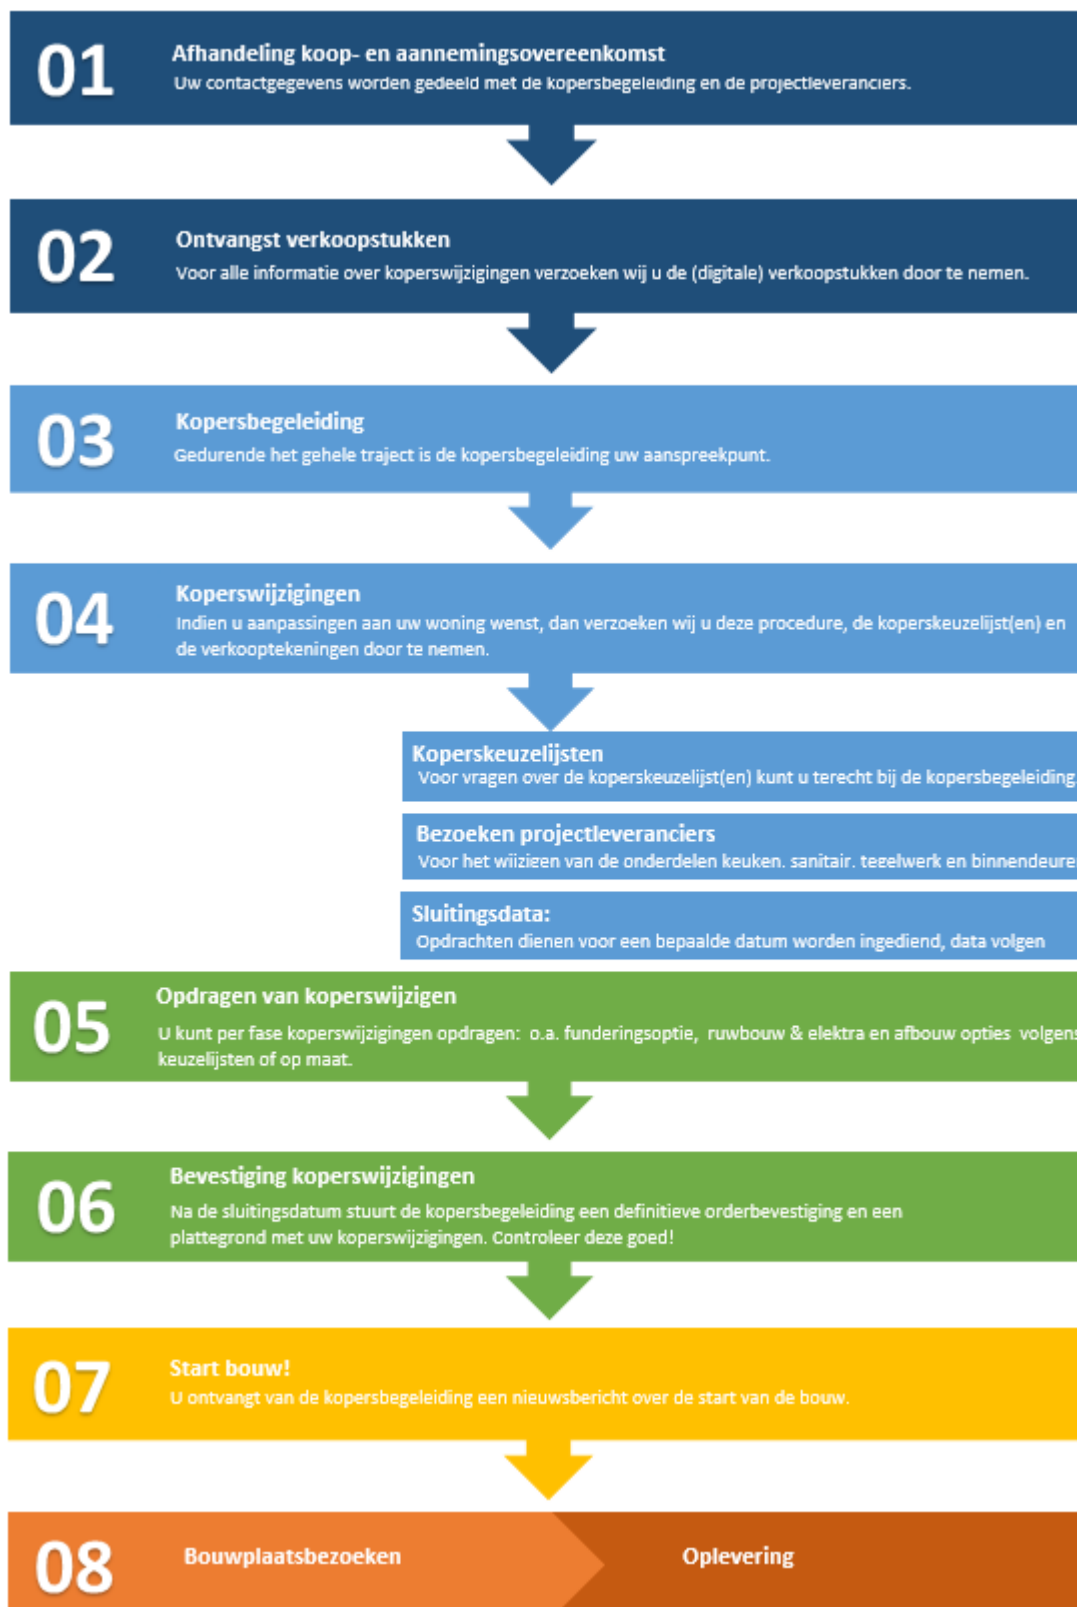 01
Afhandeling koop- en aannemingsovereenkomst
Uw contactgegevens worden gedeeld met de kopersbegeleiding en de projectleveranciers.
02
Ontvangst verkoopstukken
Voor alle informatie over koperswijzigingen verzoeken wij u de (digitale) verkoopstukken door te nemen.
03
Kopersbegeleiding
Gedurende het gehele traject is de kopersbegeleiding uw aanspreekpunt.
04
Koperswijzigingen
Indien u aanpassingen aan uw woning wenst, dan verzoeken wij u deze procedure, de koperskeuzelijst(en) en
de verkooptekeningen door te nemen.
Koperskeuzelijsten
Voor vragen over de koperskeuzelijst(en) kunt u terecht bij de kopersbegeleiding.
Bezoeken projectleveranciers
Voor het wijzigen van de onderdelen keuken, sanitair, tegelwerk en binnendeure
Sluitingsdata:
Opdrachten dienen voor een bepaalde datum worden ingediend, data volgen
05
Opdragen van koperswijzigen
U kunt per fase koperswijzigingen opdragen: o.a. funderingsoptie, ruwbouw & elektra en afbouw opties volgens
keuzelijsten of op maat.
06
Bevestiging koperswijzigingen
Na de sluitingsdatum stuurt de kopersbegeleiding een definitieve orderbevestiging en een
plattegrond met uw koperswijzigingen. Controleer deze goed!
07
Start bouw!
U ontvangt van de kopersbegeleiding een nieuwsbericht over de start van de bouw.
08
Bouwplaatsbezoeken
Oplevering